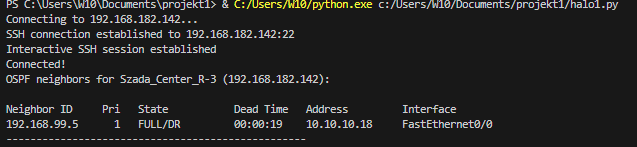 PS C:\Users\W10\Documents\projekt1> & C:/Users/W10/python.exe c:/Users/W10/Documents/projekt1/halo1.py
Connecting to 192.168.182.142...
SSH connection established to 192.168.182.142:22
Interactive SSH session established
Connected!
OSPF neighbors for Szada_Center_R-3 (192.168.182.142):
Neighbor ID     Pri   State           Dead Time   Address         Interface
192.168.99.5      1   FULL/DR         00:00:19    10.10.10.18     FastEthernet0/0
--------------------------------------------------